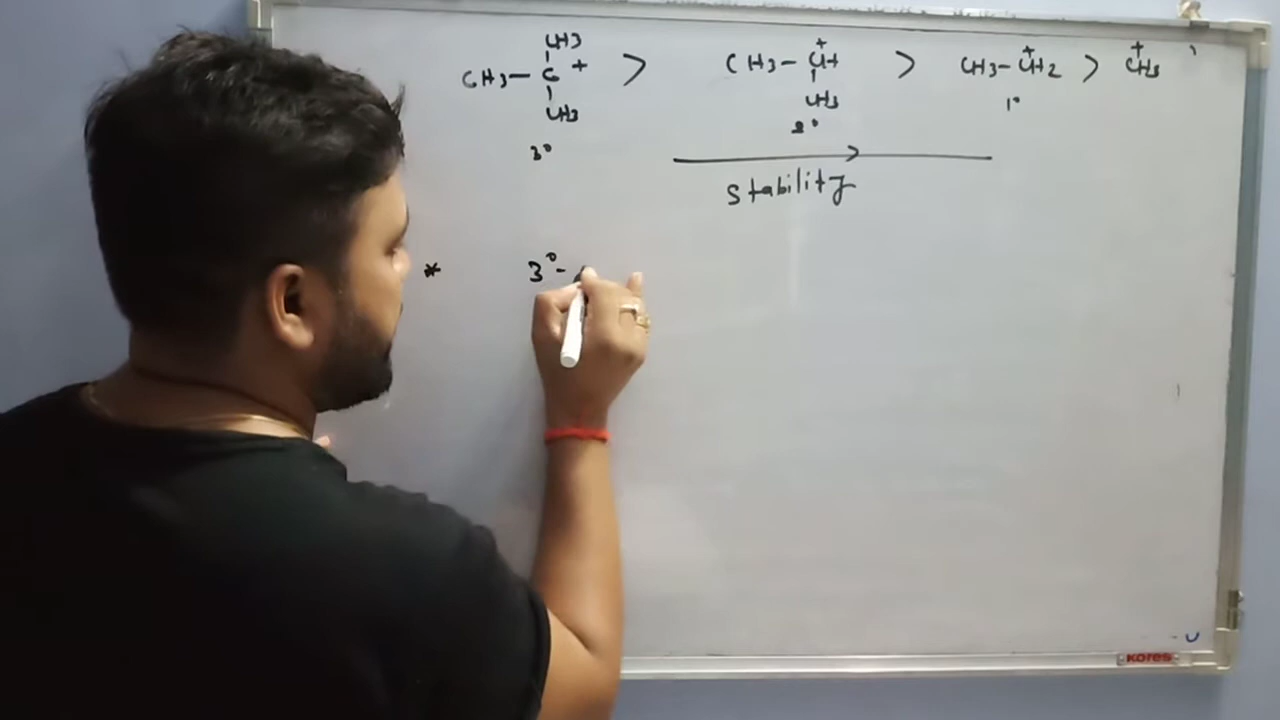 CH3
CH3 - C + > CH3 - CH+ > CH3 - CH2+ > CH3+
CH3
CH3
1°
2°
3°
Stability
* 3° -
KORES